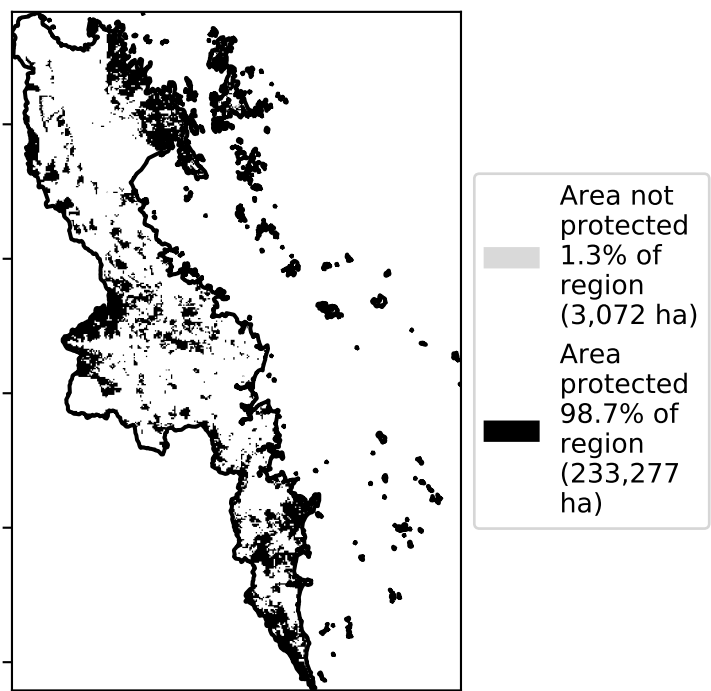 Area not
protected
1.3% of
region
(3,072 ha)
Area
protected
98.7% of
region
(233,277
ha)